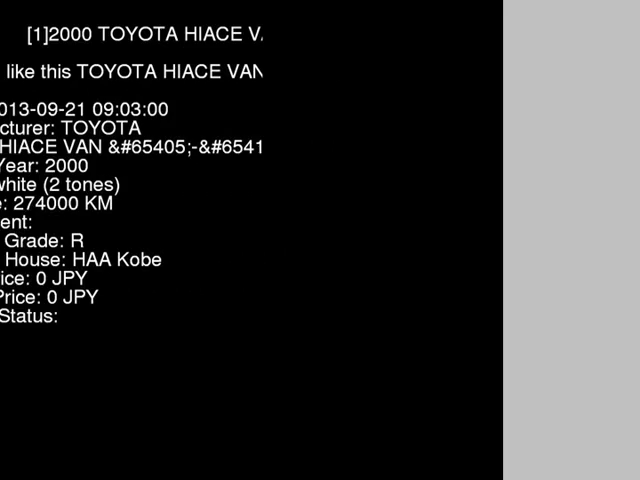 [1]2000 TOYOTA HIACE V
like this TOYOTA HIACE VAN
013-09-21 09:03:00
cturer: TOYOTA
HIACE VAN &#65405;-&#6541
Year: 2000
white (2 tones)
e: 274000 KM
ent:
Grade: R
House: HAA Kobe
ice: 0 JPY
Price: 0 JPY
Status: